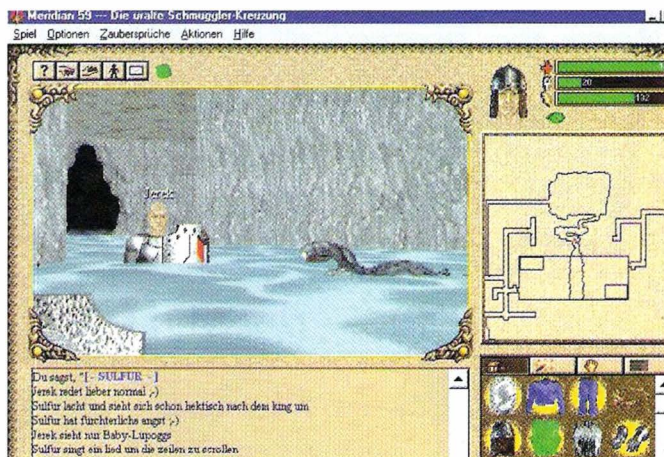 Meridian 59 --- Die uralte Schmuggler-Kreuzung
Spiel Optionen Zaubersprüche Aktionen Hilfe
?
20
192
Jerek
Du sagst, "[- SULFUR -]
Jerek redet lieber normal ;-)
Sulfur lacht und sieht sich schon hektisch nach dem king um
Sulfur hat fürchterliche angst ;-)
Jerek sieht nur Baby-Lupoggs
Sulfur singt ein lied um die zeilen zu scrollen